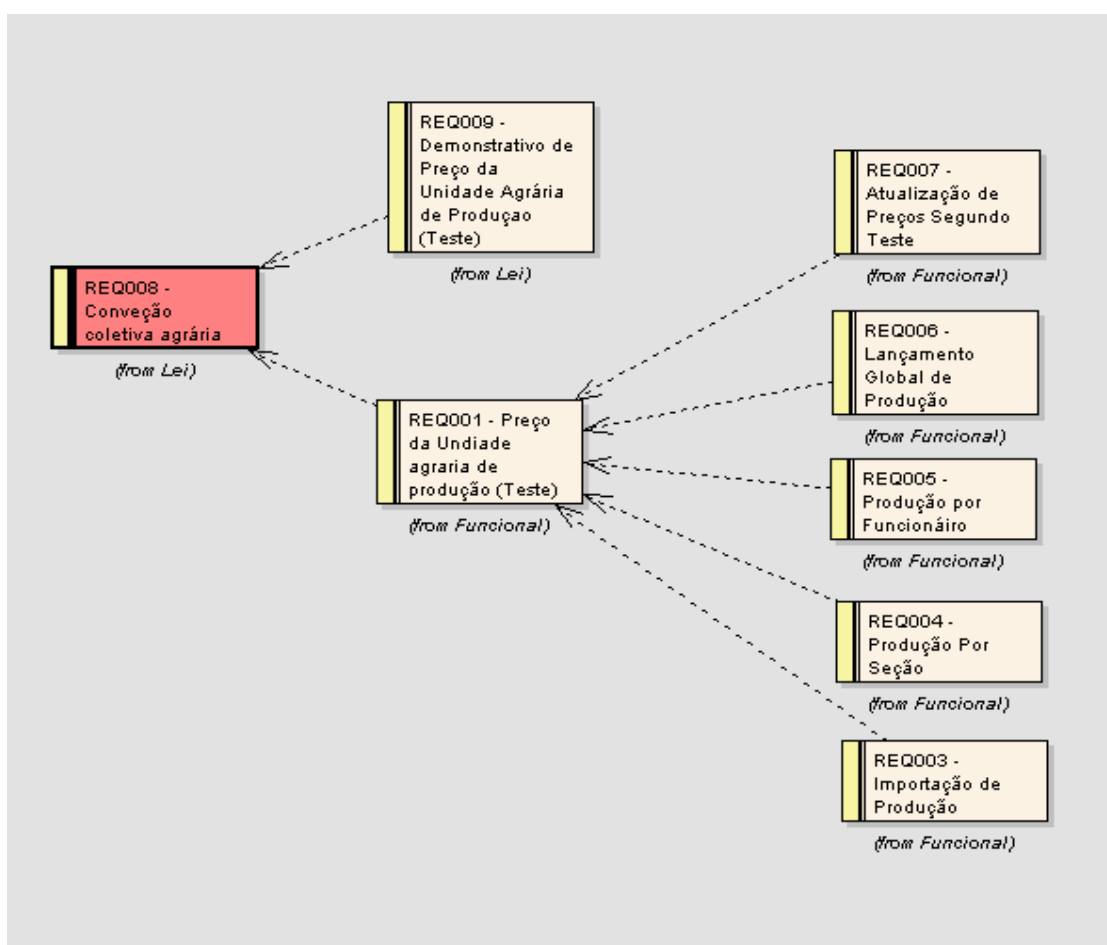 REQ009 -
Demonstrativo de
Preço da
Unidade Agrária
de Produçao
(Teste)
(from Lei)
REQ008 -
Conveção
coletiva agrária
(from Lei)
REQ001 - Preço
da Undiade
agraria de
produção (Teste)
(from Funcional)
REQ007 -
Atualização de
Preços Segundo
Teste
(from Funcional)
REQ006 -
Lançamento
Global de
Produção
(from Funcional)
REQ005 -
Produção por
Funcionáiro
(from Funcional)
REQ004 -
Produção Por
Seção
(from Funcional)
REQ003 -
Importação de
Produção
(from Funcional)